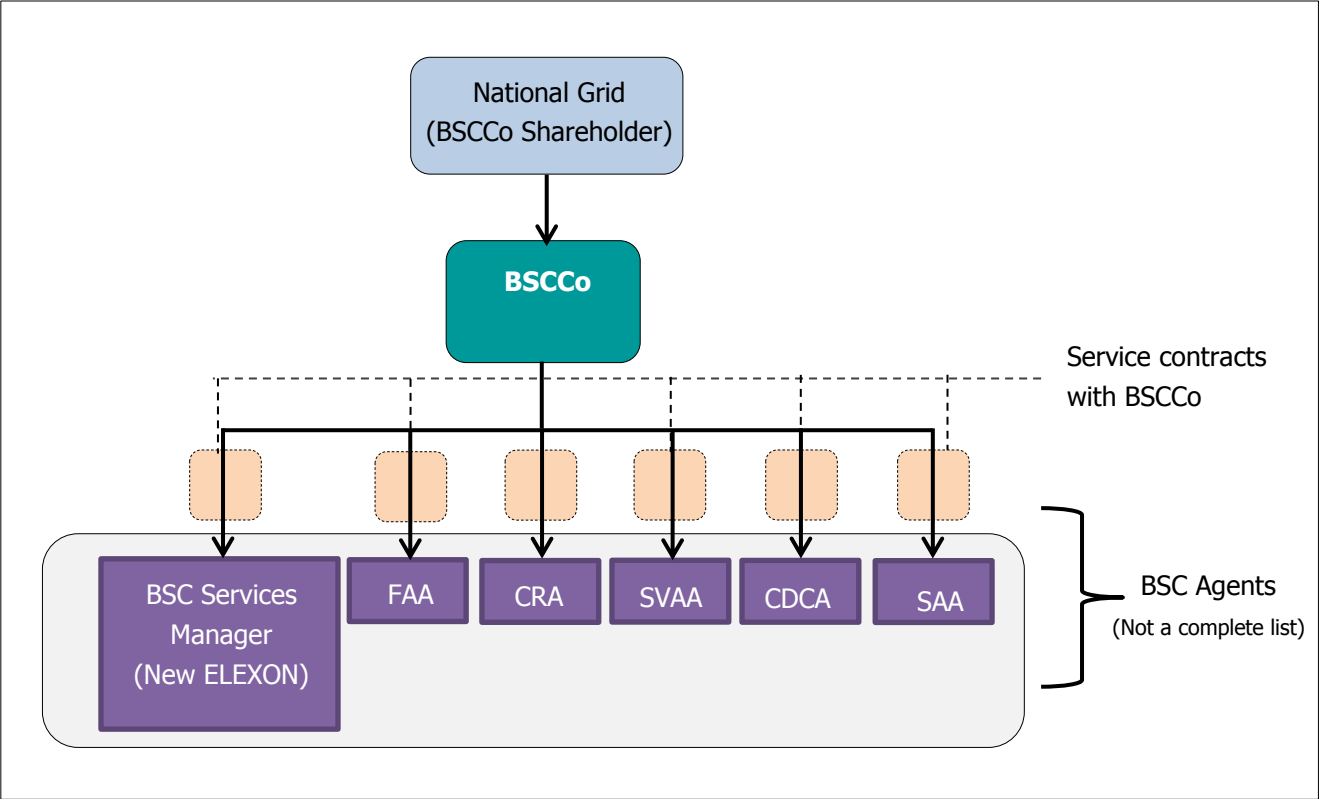 National Grid
(BSCCo Shareholder)
BSCCo
Service contracts
with BSCCo
BSC Services
Manager
(New ELEXON)
FAA
CRA
SVAA
CDCA
SAA
BSC Agents
(Not a complete list)